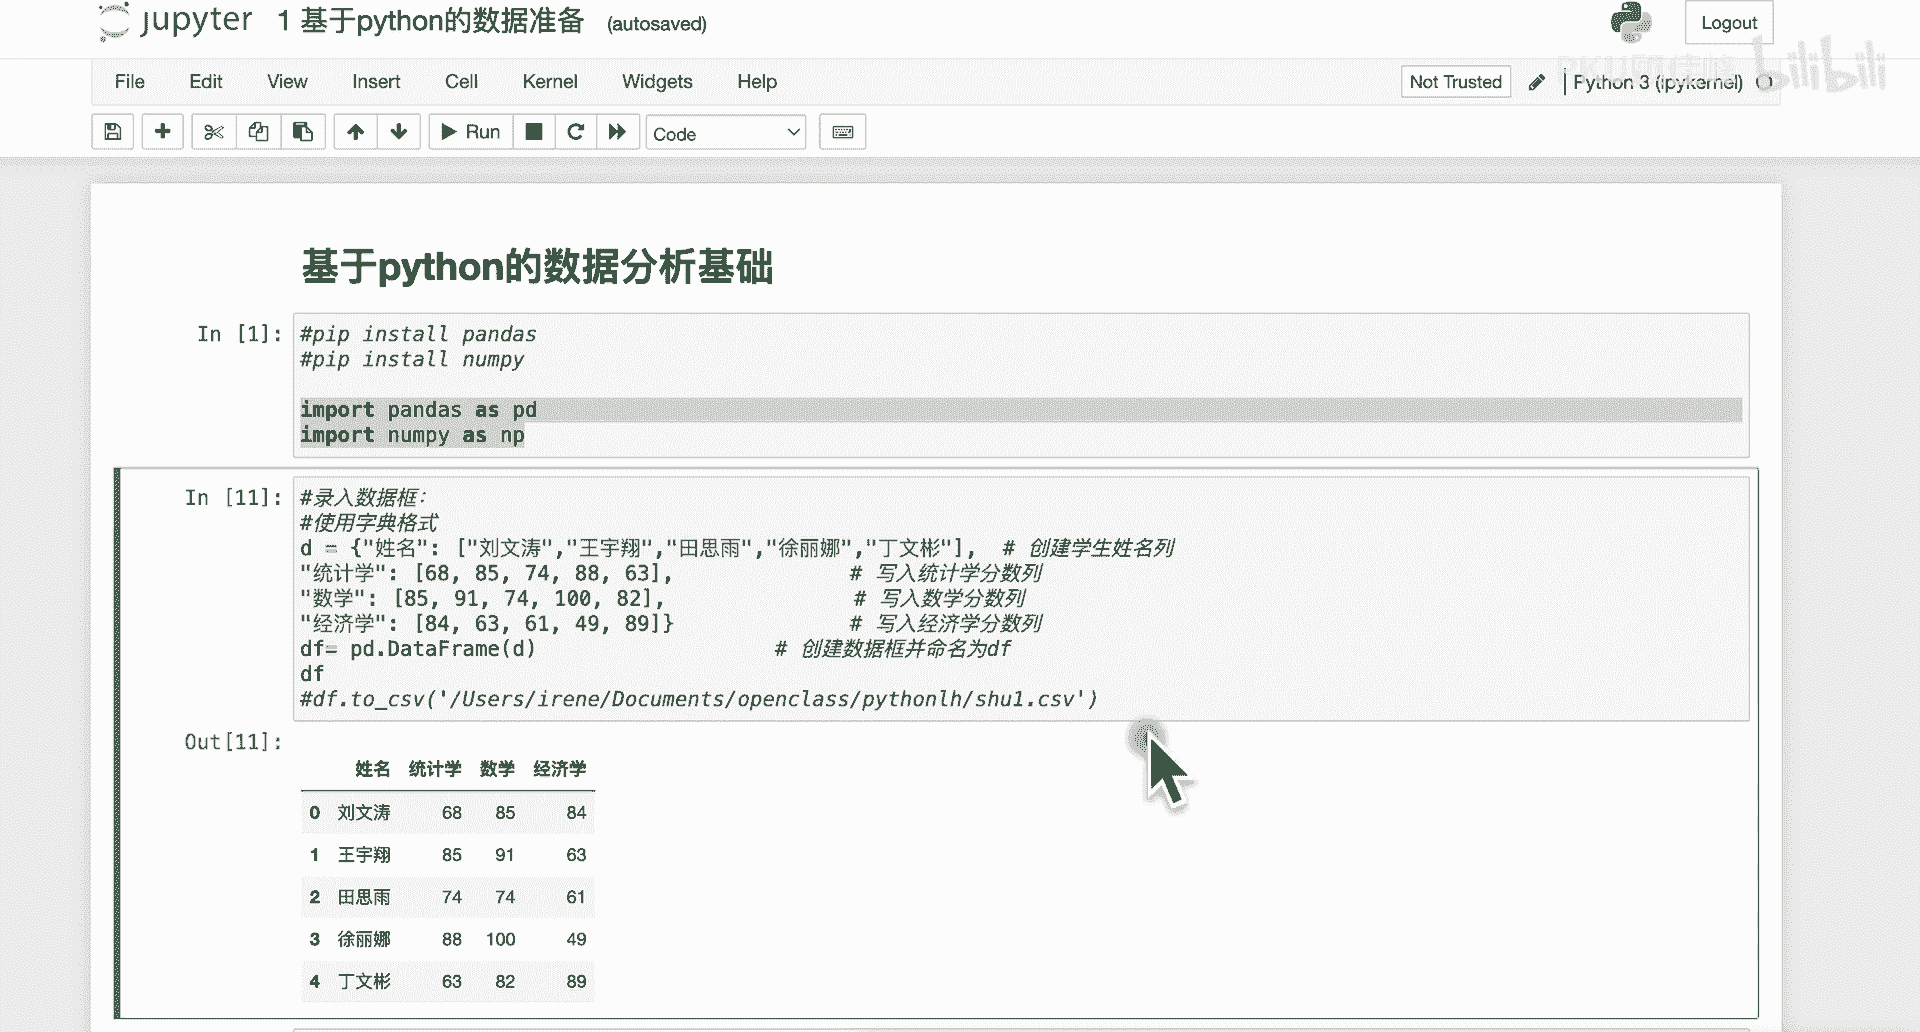 jupyter 1 基于python的数据准备 (autosaved)
Logout
bilibili
File Edit View Insert Cell Kernel Widgets Help
Not Trusted Python 3 (ipykernel)
Run Code
基于python的数据分析基础
In [1]:
#pip install pandas
#pip install numpy
import pandas as pd
import numpy as np
In [11]:
#录入数据框:
#使用字典格式
d = {"姓名": ["刘文涛","王宇翔","田思雨","徐丽娜","丁文彬"], # 创建学生姓名列
"统计学": [68, 85, 74, 88, 63], # 写入统计学分数列
"数学": [85, 91, 74, 100, 82], # 写入数学分数列
"经济学": [84, 63, 61, 49, 89]} # 写入经济学分数列
df= pd.DataFrame(d) # 创建数据框并命名为df
df
#df.to_csv('/Users/irene/Documents/openclass/pythonlh/shu1.csv')
Out[11]:
姓名 统计学 数学 经济学
0 刘文涛 68 85 84
1 王宇翔 85 91 63
2 田思雨 74 74 61
3 徐丽娜 88 100 49
4 丁文彬 63 82 89